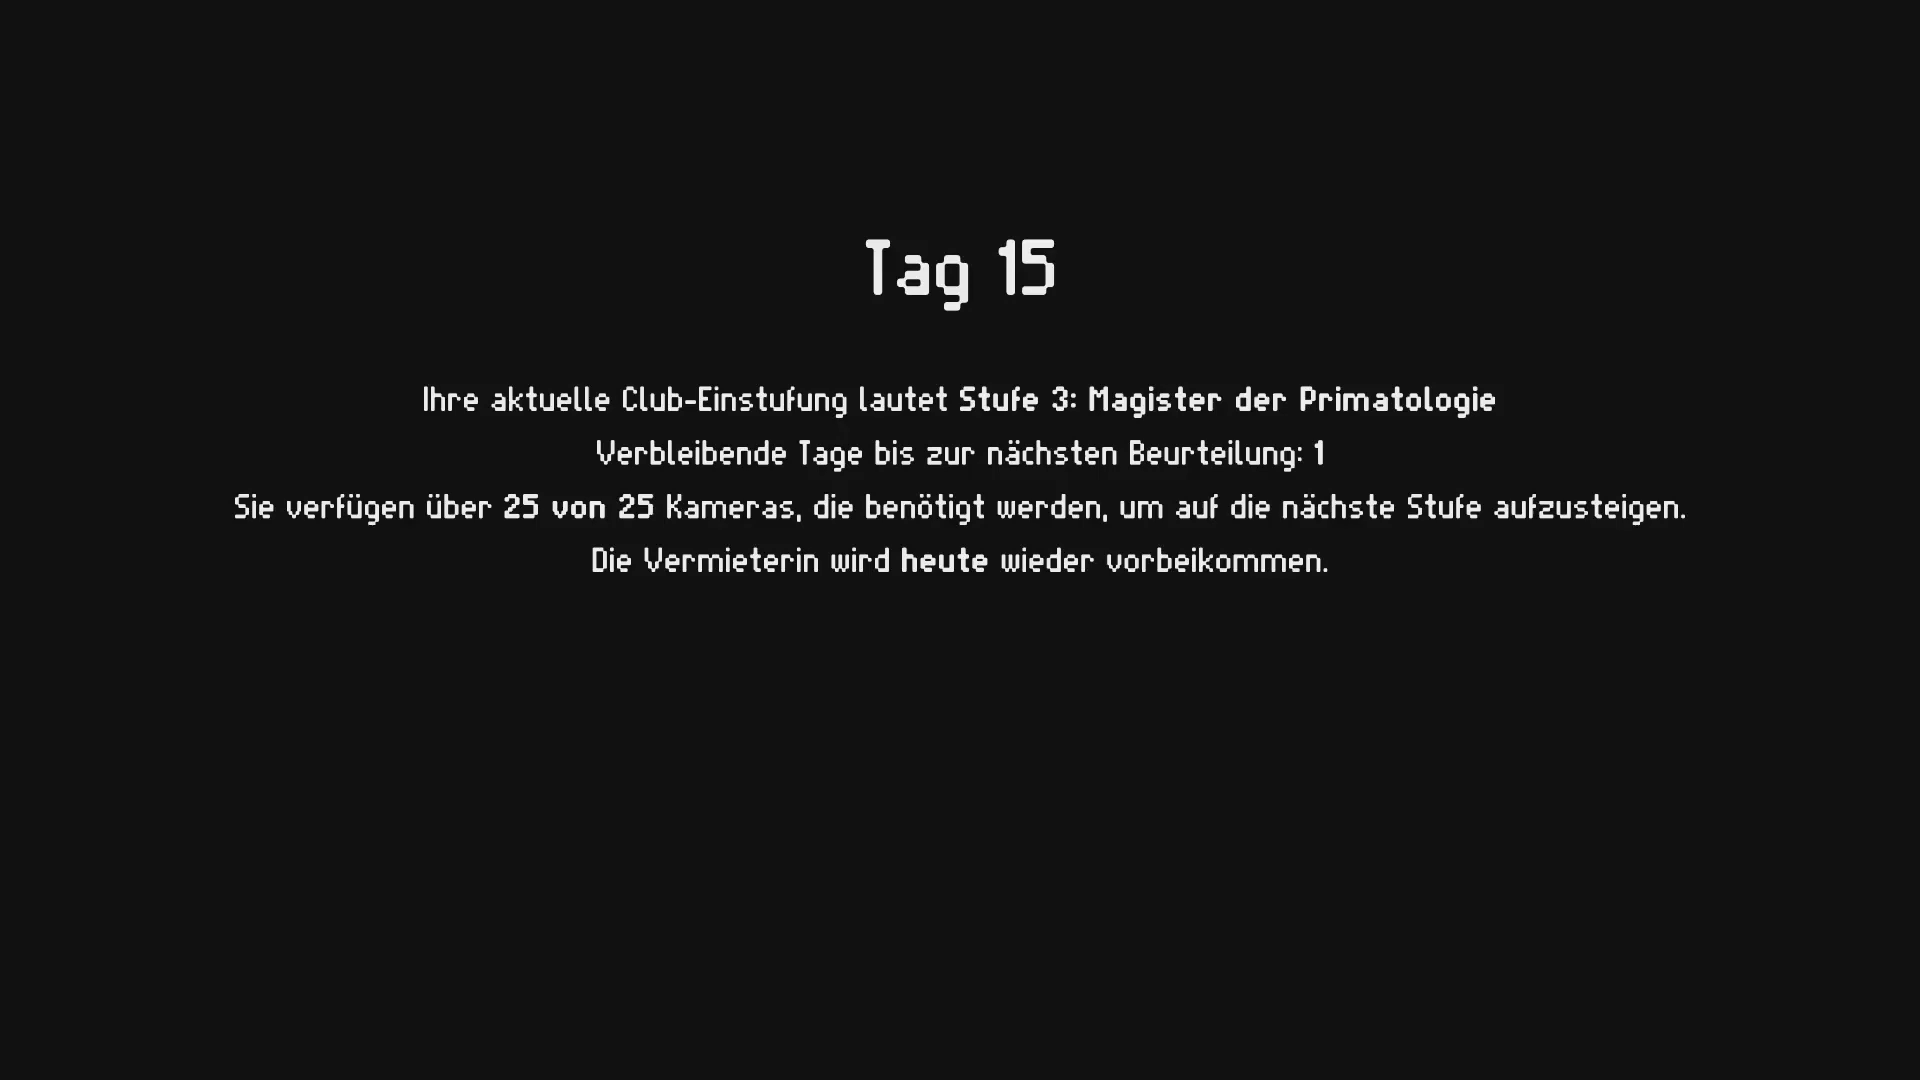 Tag 15
Ihre aktuelle Club-Einstufung lautet Stufe 3: Magister der Primatologie
Verbleibende Tage bis zur nächsten Beurteilung: 1
Sie verfügen über 25 von 25 Kameras, die benötigt werden, um auf die nächste Stufe aufzusteigen.
Die Vermieterin wird heute wieder vorbeikommen.